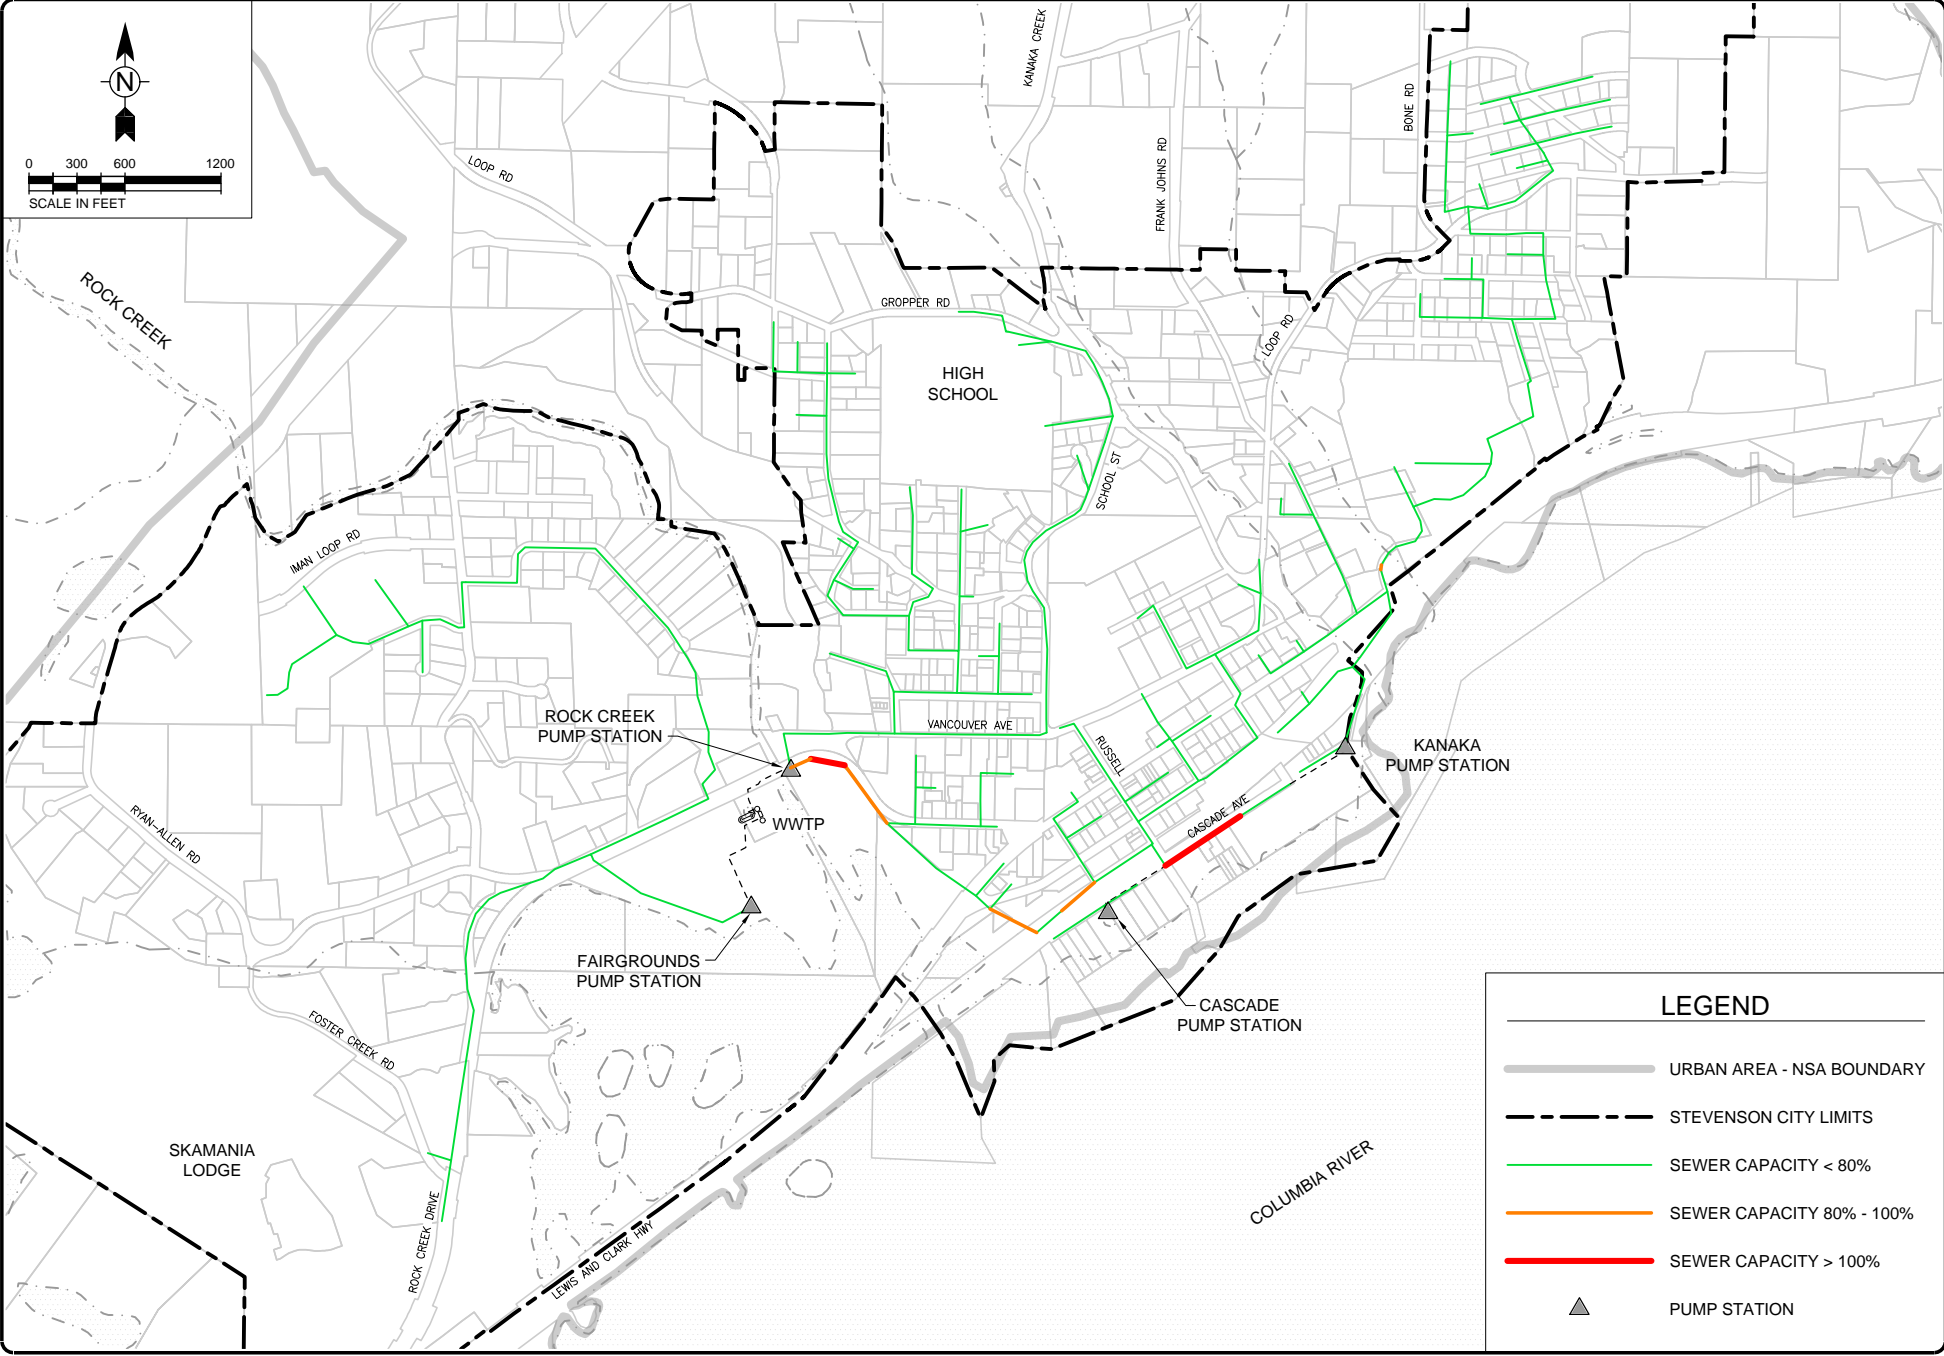 N
0 300 600 1200
SCALE IN FEET
KANAKA CREEK
BONE RD
FRANK JOHNS RD
LOOP RD
ROCK CREEK
GROPPER RD
LOOP RD
HIGH
SCHOOL
SCHOOL ST
IMAN LOOP RD
ROCK CREEK
PUMP STATION
VANCOUVER AVE
RUSSELL
KANAKA
PUMP STATION
CASCADE AVE
WWTP
RYAN-ALLEN RD
FAIRGROUNDS
PUMP STATION
CASCADE
PUMP STATION
FOSTER CREEK RD
SKAMANIA
LODGE
ROCK CREEK DRIVE
LEWIS AND CLARK HWY
COLUMBIA RIVER
LEGEND
URBAN AREA - NSA BOUNDARY
STEVENSON CITY LIMITS
SEWER CAPACITY < 80%
SEWER CAPACITY 80% - 100%
SEWER CAPACITY > 100%
PUMP STATION